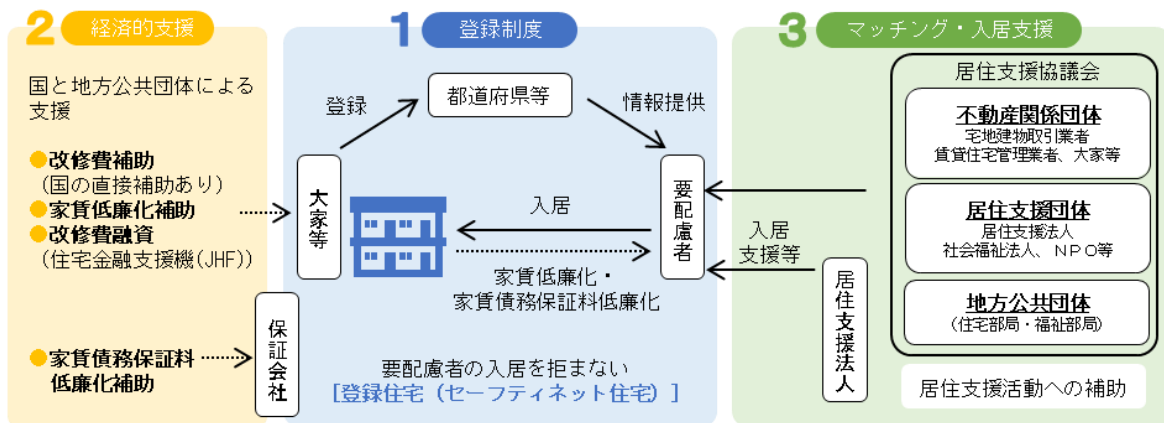 2 経済的支援
国と地方公共団体による
支援
●改修費補助
(国の直接補助あり)
●家賃低廉化補助
●改修費融資
(住宅金融支援機(JHF))
●家賃債務保証料
低廉化補助
1 登録制度
都道府県等
登録
情報提供
大家等
要配慮者
入居
家賃低廉化・
家賃債務保証料低廉化
保証会社
要配慮者の入居を拒まない
[登録住宅(セーフティネット住宅)]
3 マッチング・入居支援
居住支援協議会
不動産関係団体
宅地建物取引業者
賃貸住宅管理業者、大家等
居住支援団体
居住支援法人
社会福祉法人、NPO等
地方公共団体
(住宅部局・福祉部局)
入居
支援等
居住支援法人
居住支援活動への補助